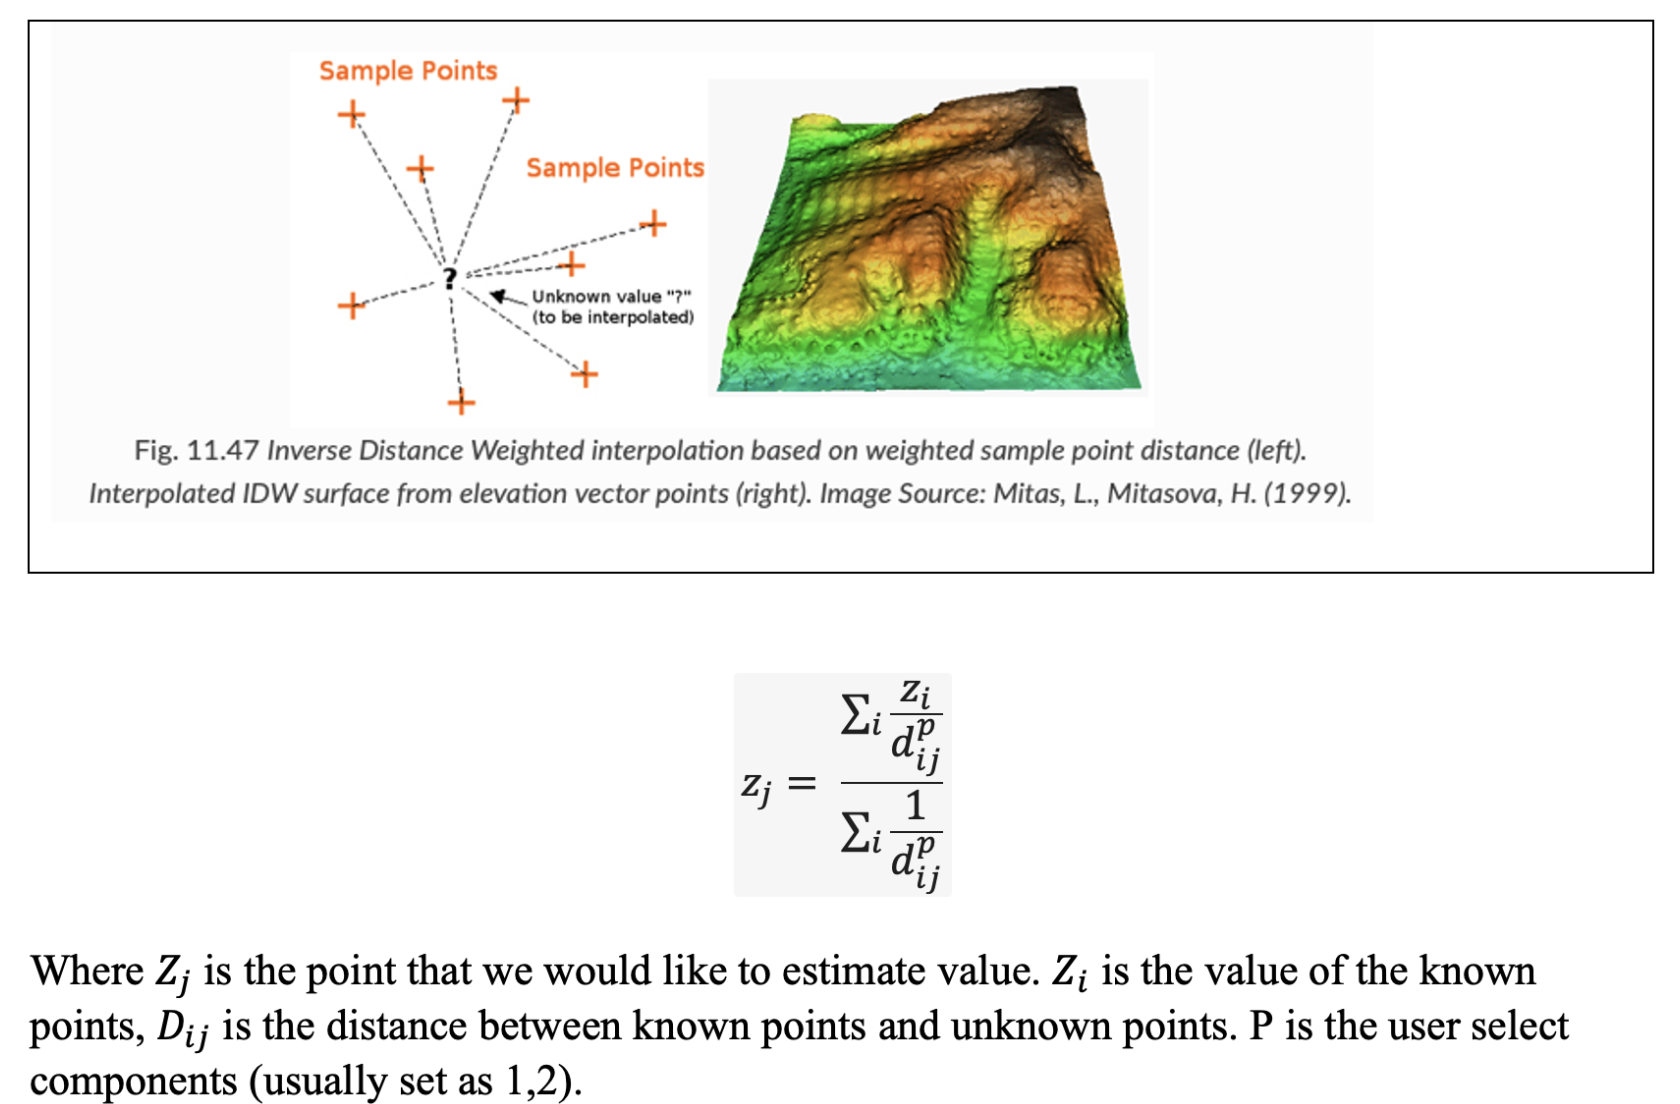 Sample Points
Sample Points
?
Unknown value "?"
(to be interpolated)
Fig. 11.47 Inverse Distance Weighted interpolation based on weighted sample point distance (left).
Interpolated IDW surface from elevation vector points (right). Image Source: Mitas, L., Mitasova, H. (1999).
$z_j = \frac{\sum_i \frac{z_i}{d_{ij}^p}}{\sum_i \frac{1}{d_{ij}^p}}$
Where $Z_j$ is the point that we would like to estimate value. $Z_i$ is the value of the known
points, $D_{ij}$ is the distance between known points and unknown points. P is the user select
components (usually set as 1,2).